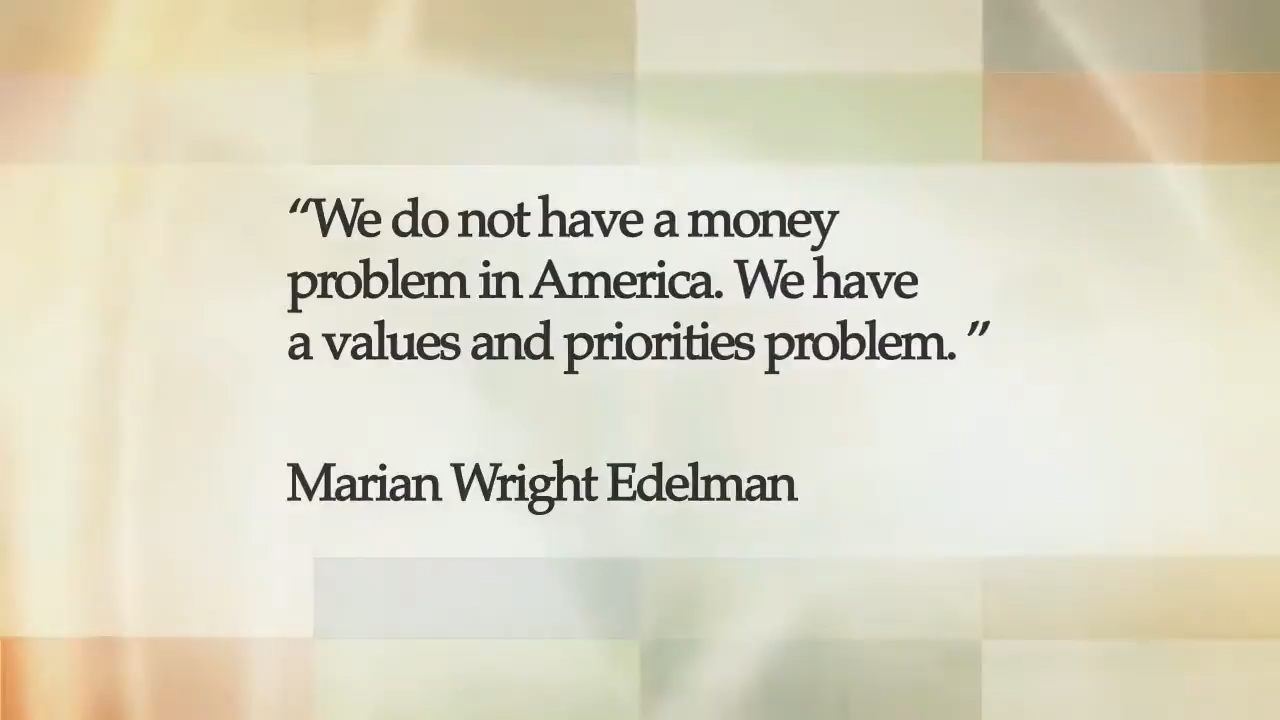 “We do not have a money
problem in America. We have
a values and priorities problem. ”
Marian Wright Edelman